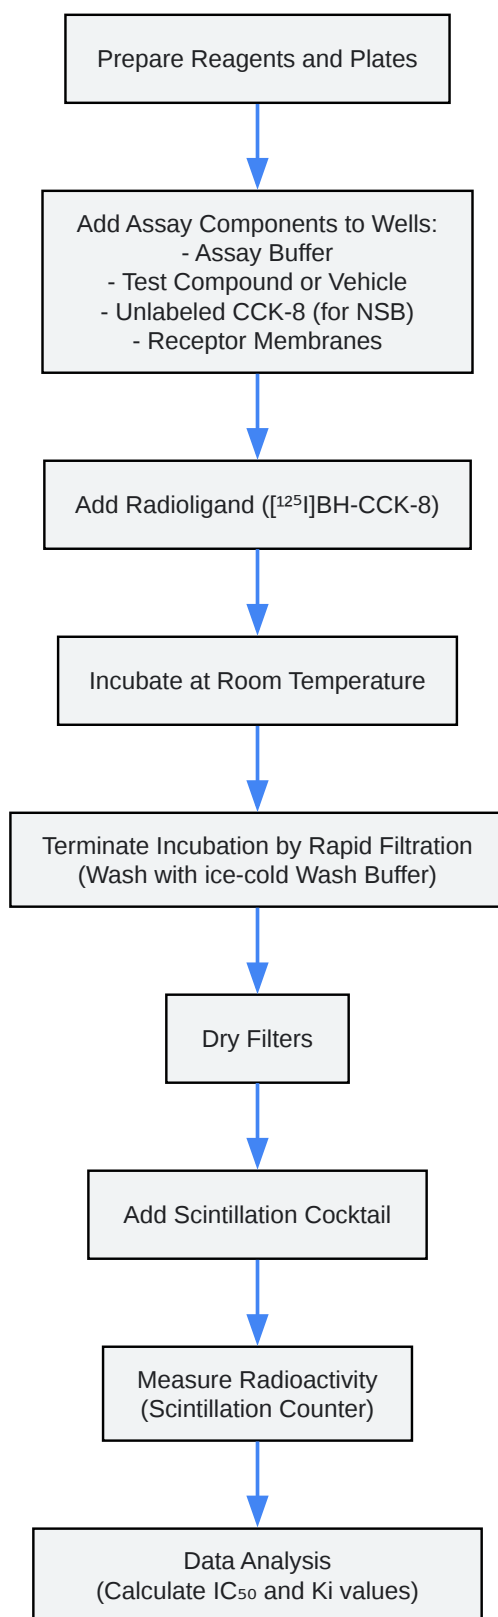 Prepare Reagents and Plates
Add Assay Components to Wells:
- Assay Buffer
- Test Compound or Vehicle
- Unlabeled CCK-8 (for NSB)
- Receptor Membranes
Add Radioligand ([¹²⁵I]BH-CCK-8)
Incubate at Room Temperature
Terminate Incubation by Rapid Filtration
(Wash with ice-cold Wash Buffer)
Dry Filters
Add Scintillation Cocktail
Measure Radioactivity
(Scintillation Counter)
Data Analysis
(Calculate IC₅₀ and Ki values)